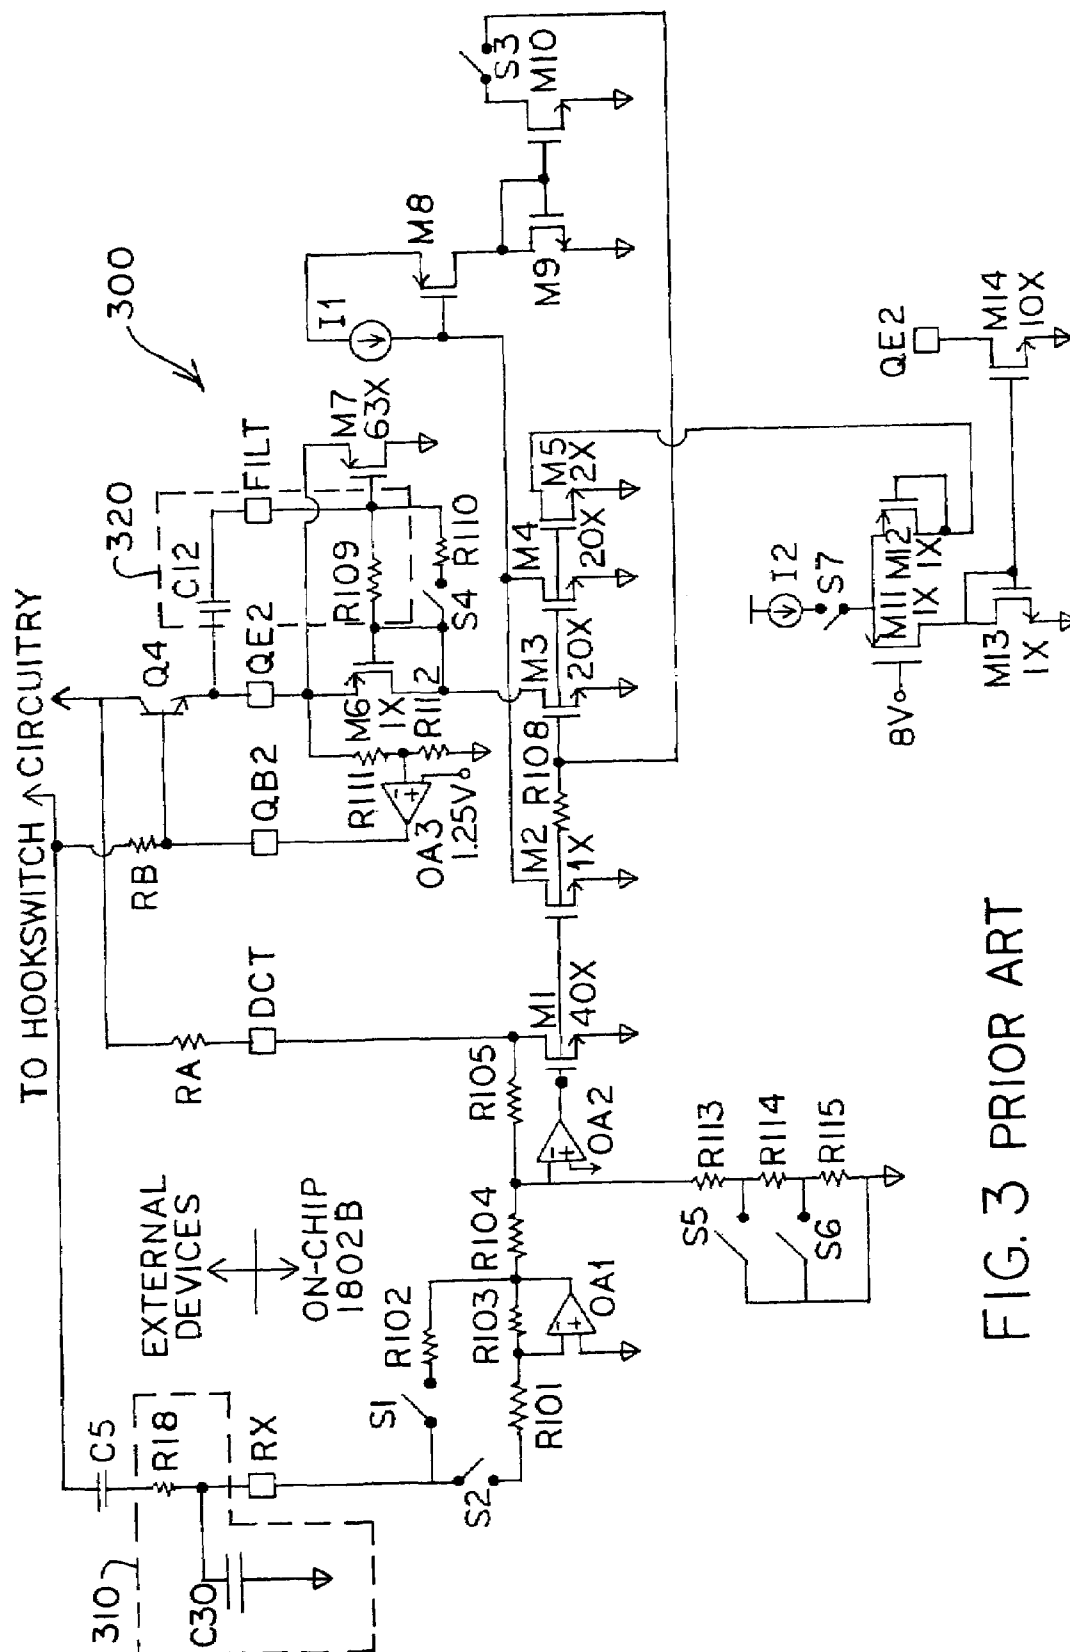 TO HOOKSWITCH CIRCUITRY
300
320
310
C5
R18
C30
RX
EXTERNAL
DEVICES
ON-CHIP
1802B
RA
DCT
RB
QB2
Q4
QE2
C12
FILT
M7
63X
R109
R110
S4
M6
1X
R112
R111
OA3
1.25V
I1
M8
M9
M10
S3
S1
S2
R101
R102
R103
OA1
R104
R105
OA2
M1
40X
M2
1X
R108
M3
20X
M4
20X
M5
2X
S5
S6
R113
R114
R115
8V
I2
S7
M11
1X
M12
1X
M13
1X
QE2
M14
10X
FIG. 3 PRIOR ART